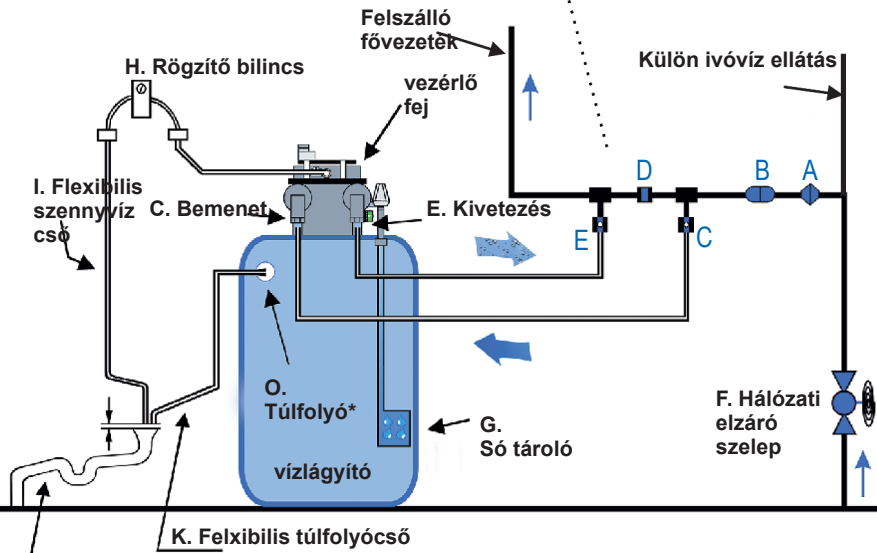 Felszálló
fővezeték
Külön ivóvíz ellátás
H. Rögzítő bilincs
vezérlő
fej
D
B
A
I. Flexibilis
szennyvíz
cső
C. Bemenet
E. Kivetezés
E
C
O.
Túlfolyó*
G.
Só tároló
F. Hálózati
elzáró
szelep
vízlágyító
K. Felxibilis túlfolyócső